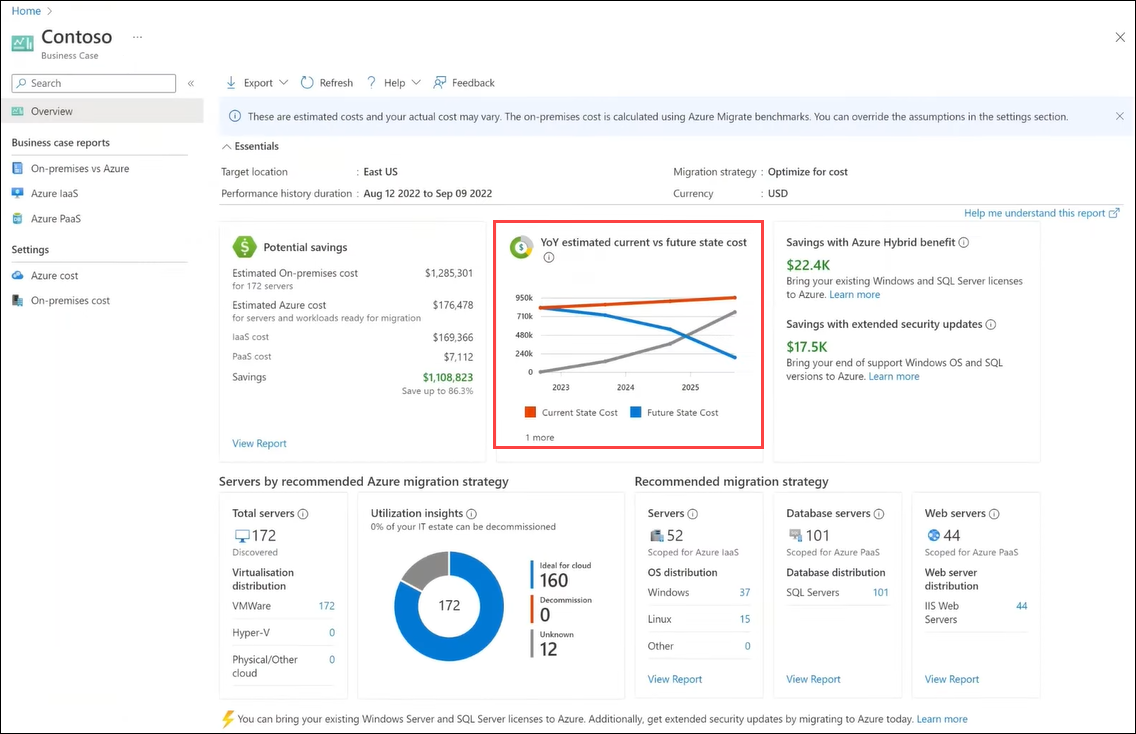 Home
Contoso ...
Business Case
Search «
Export Refresh ? Help Feedback
Overview
These are estimated costs and your actual cost may vary. The on-premises cost is calculated using Azure Migrate benchmarks. You can override the assumptions in the settings section.
Business case reports
On-premises vs Azure
Azure IaaS
Azure PaaS
Settings
Azure cost
On-premises cost
Essentials
Target location : East US
Performance history duration : Aug 12 2022 to Sep 09 2022
Migration strategy : Optimize for cost
Currency : USD
Help me understand this report
$ Potential savings
Estimated On-premises cost $1,285,301
for 172 servers
Estimated Azure cost $176,478
for servers and workloads ready for migration
IaaS cost $169,366
PaaS cost $7,112
Savings $1,108,823
Save up to 86.3%
View Report
$ YoY estimated current vs future state cost
950k
710k
480k
240k
0
2023 2024 2025
Current State Cost Future State Cost
1 more
Savings with Azure Hybrid benefit
$22.4K
Bring your existing Windows and SQL Server licenses
to Azure. Learn more
Savings with extended security updates
$17.5K
Bring your end of support Windows OS and SQL
versions to Azure. Learn more
Servers by recommended Azure migration strategy
Total servers
172
Discovered
Virtualisation
distribution
VMWare 172
Hyper-V 0
Physical/Other 0
cloud
Utilization insights
0% of your IT estate can be decommissioned
172
Ideal for cloud
160
Decommission
0
Unknown
12
Recommended migration strategy
Servers
52
Scoped for Azure IaaS
OS distribution
Windows 37
Linux 15
Other 0
View Report
Database servers
101
Scoped for Azure PaaS
Database distribution
SQL Servers 101
View Report
Web servers
44
Scoped for Azure PaaS
Web server
distribution
IIS Web 44
Servers
View Report
You can bring your existing Windows Server and SQL Server licenses to Azure. Additionally, get extended security updates by migrating to Azure today. Learn more